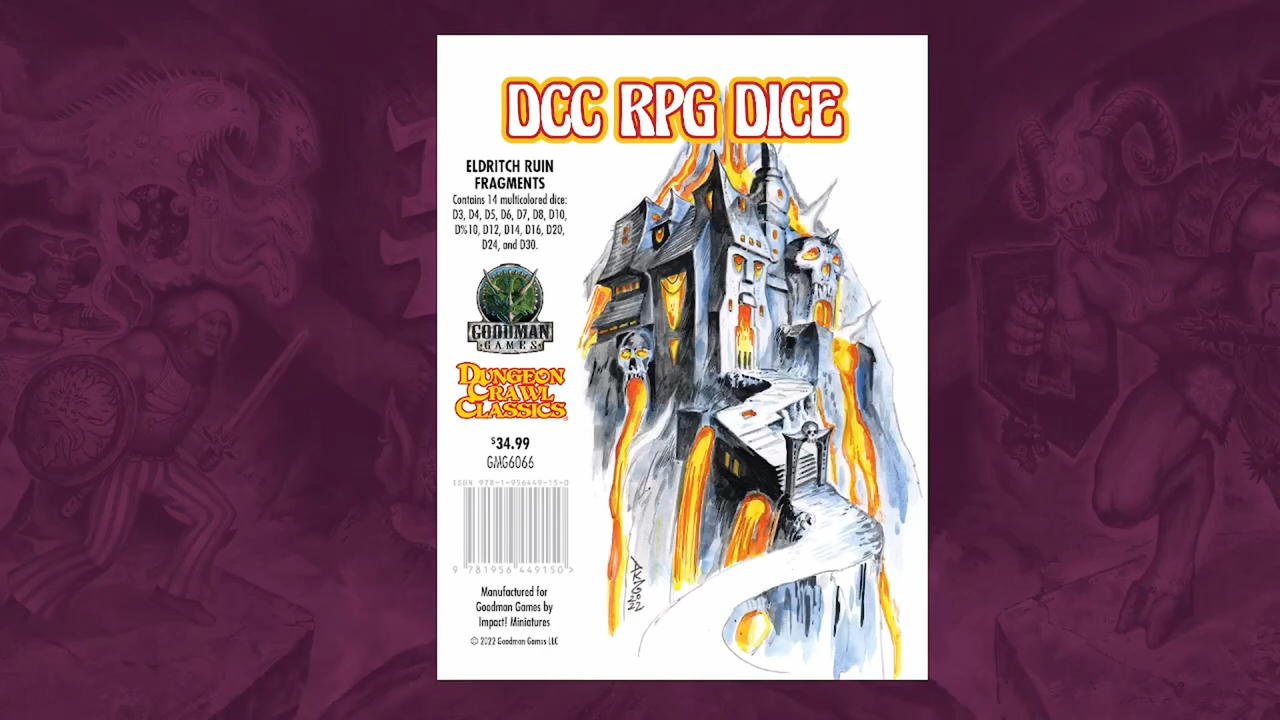 DCC RPG DICE
ELDRITCH RUIN
FRAGMENTS
Contains 14 multicolored dice:
D3, D4, D5, D6, D7, D8, D10,
D%10, D12, D14, D16, D20,
D24, and D30.
GOODMAN
GAMES
DUNGEON
CRAWL
CLASSICS
$34.99
GMG6066
ISBN 978-1-956449-15-0
9 781956 449150 >
Manufactured for
Goodman Games by
Impact! Miniatures
© 2022 Goodman Games LLC